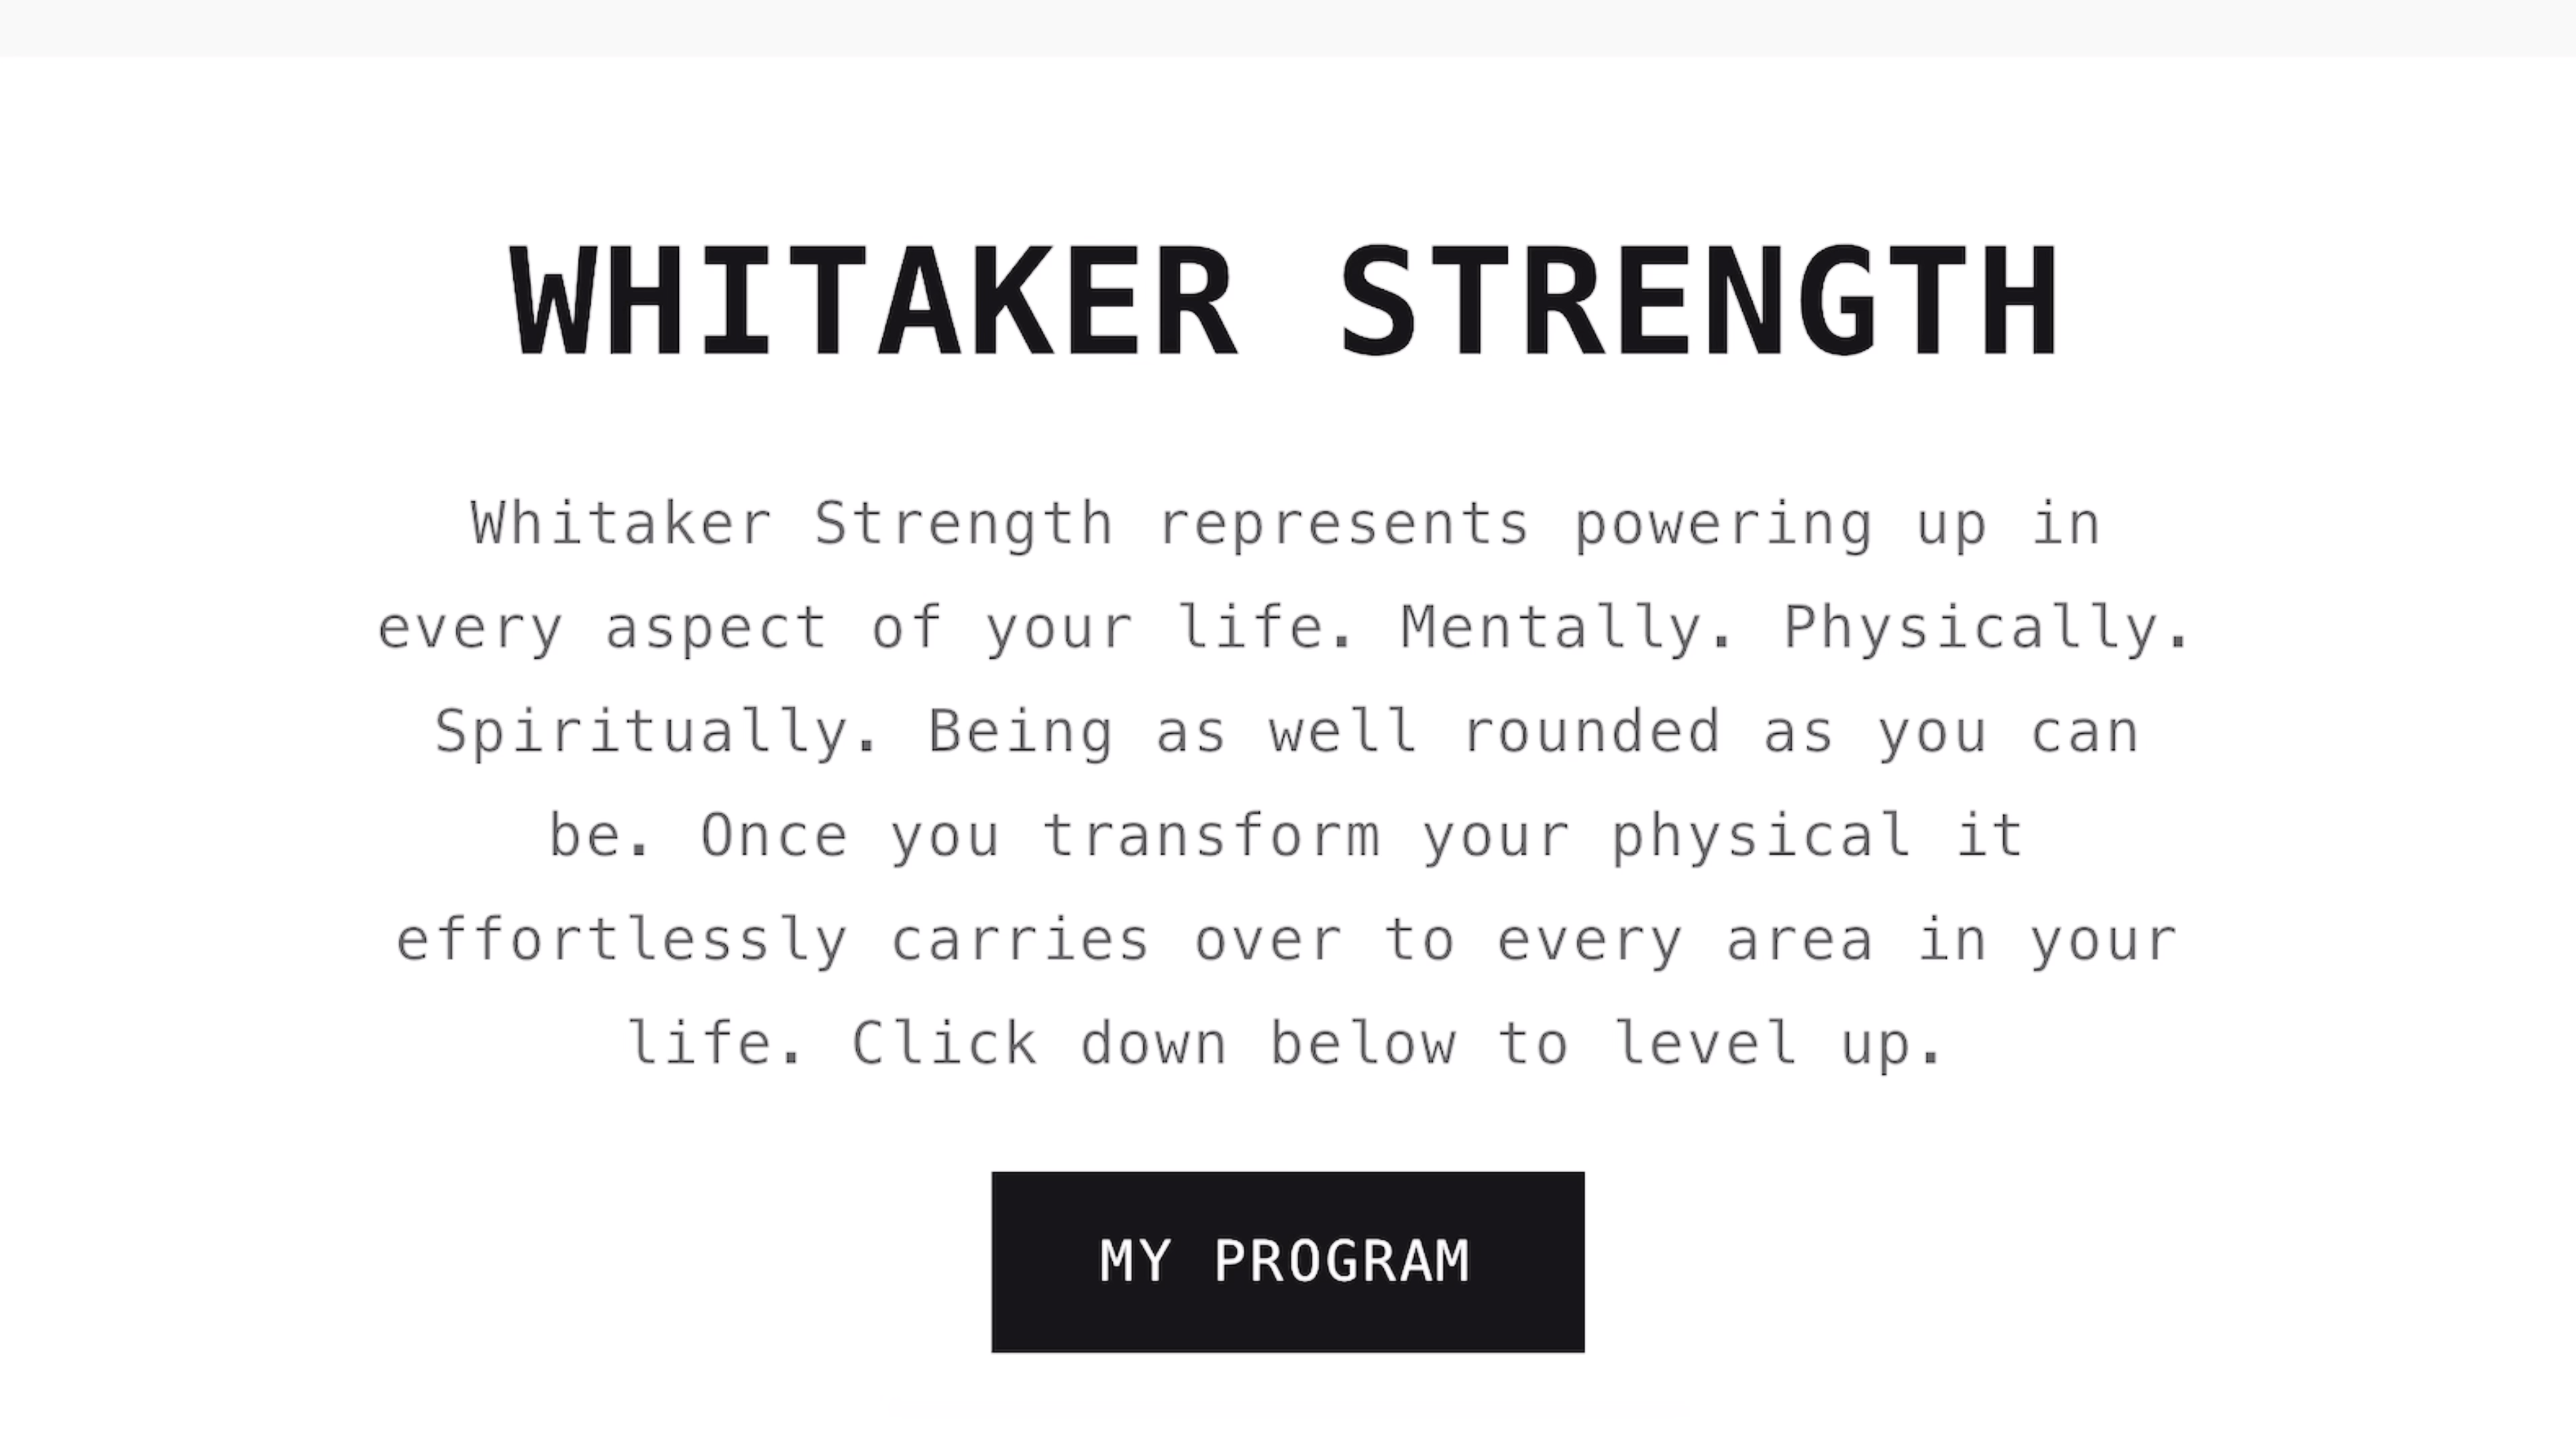 WHITAKER STRENGTH
Whitaker Strength represents powering up in
every aspect of your life. Mentally. Physically.
Spiritually. Being as well rounded as you can
be. Once you transform your physical it
effortlessly carries over to every area in your
life. Click down below to level up.
MY PROGRAM